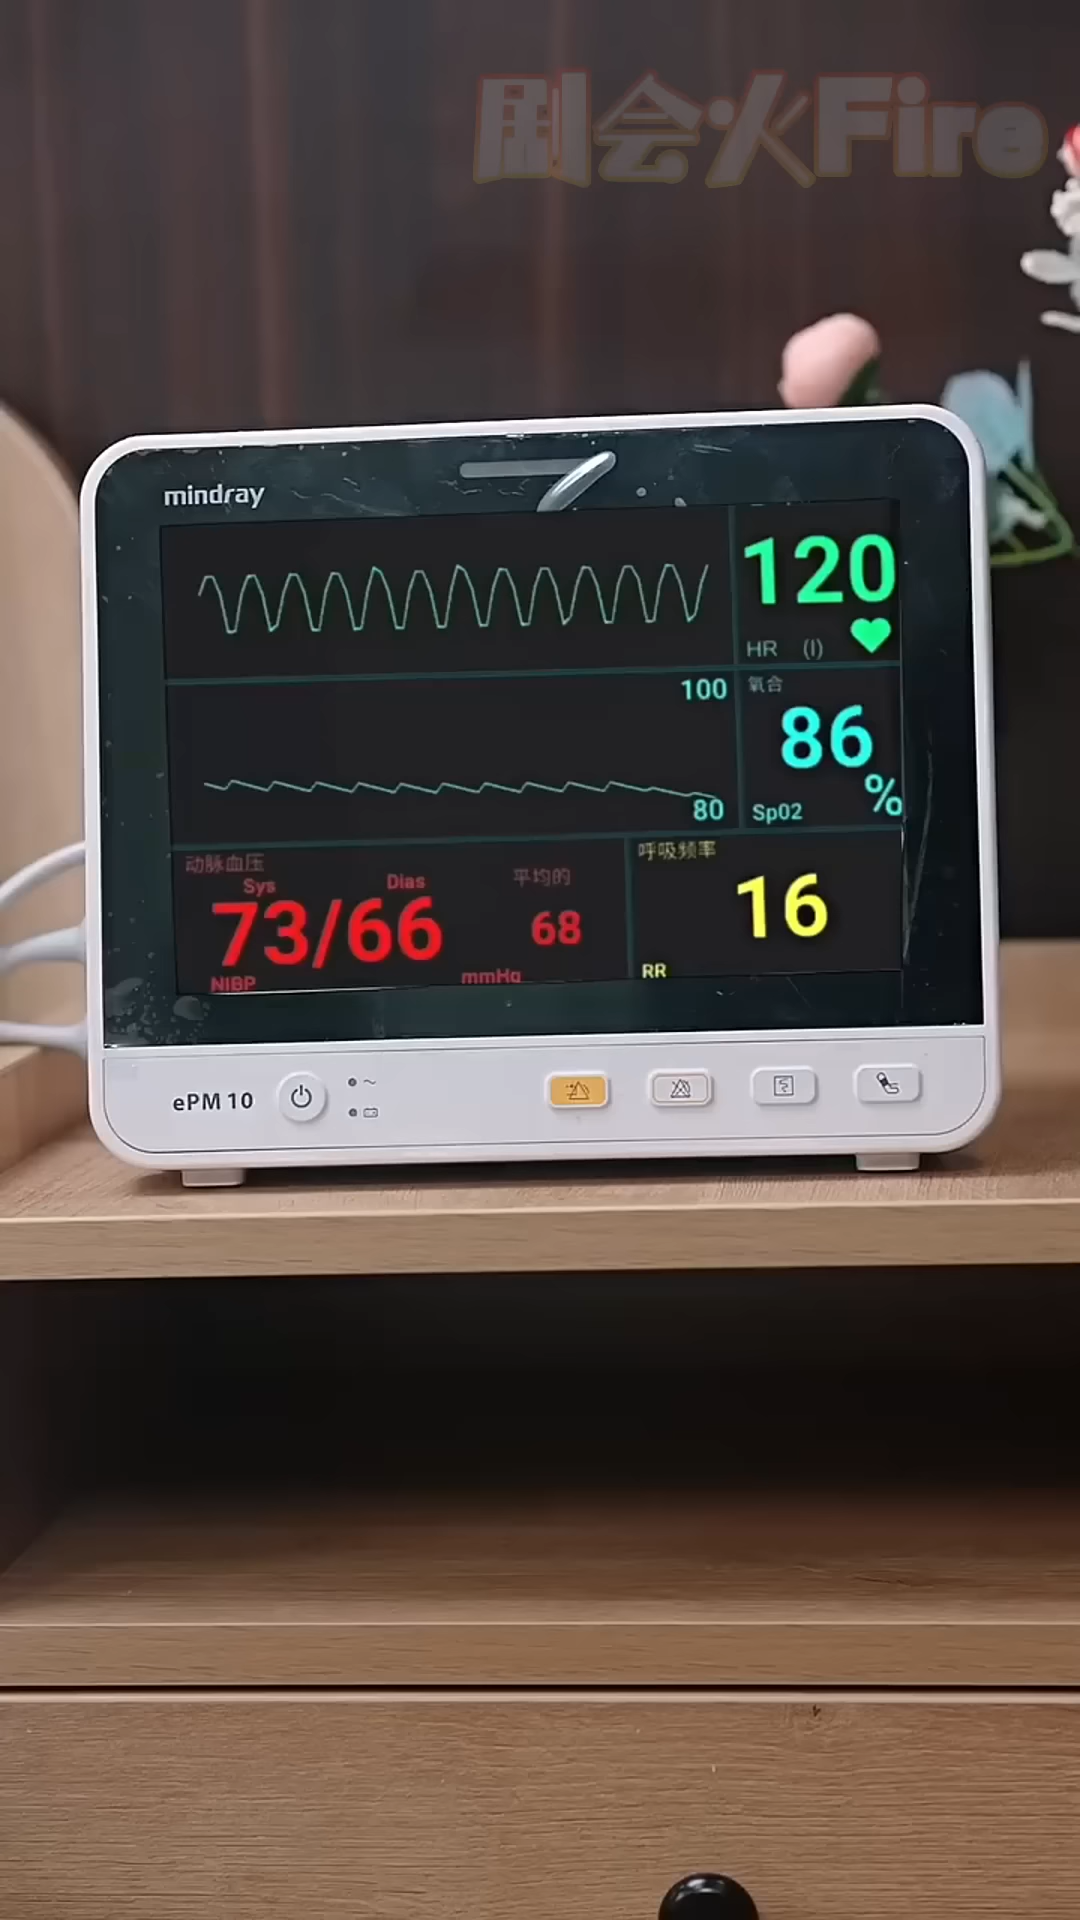 剧会火Fire
mindray
120
HR (I)
100
氧合
86
%
80
Sp02
动脉血压
Sys Dias 平均的
73/66 68
NIBP mmHg
呼吸频率
16
RR
ePM 10